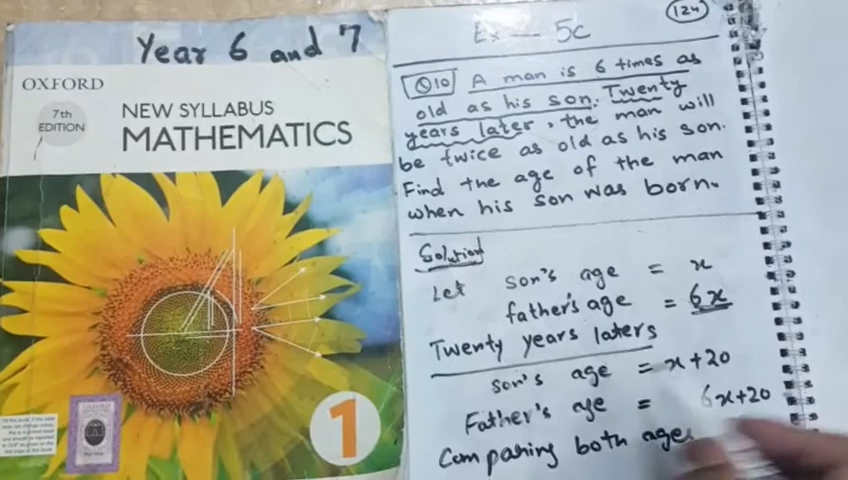 Year 6 and 7
OXFORD
7th
EDITION
NEW SYLLABUS
MATHEMATICS
1
124
Ex 5c
Q10 A man is 6 times as
old as his son. Twenty
years later, the man will
be twice as old as his son.
Find the age of the man
when his son was born.
Solution
Let son's age = x
father's age = 6x
Twenty years laters
son's age = x+20
Father's age = 6x+20
Comparing both ages